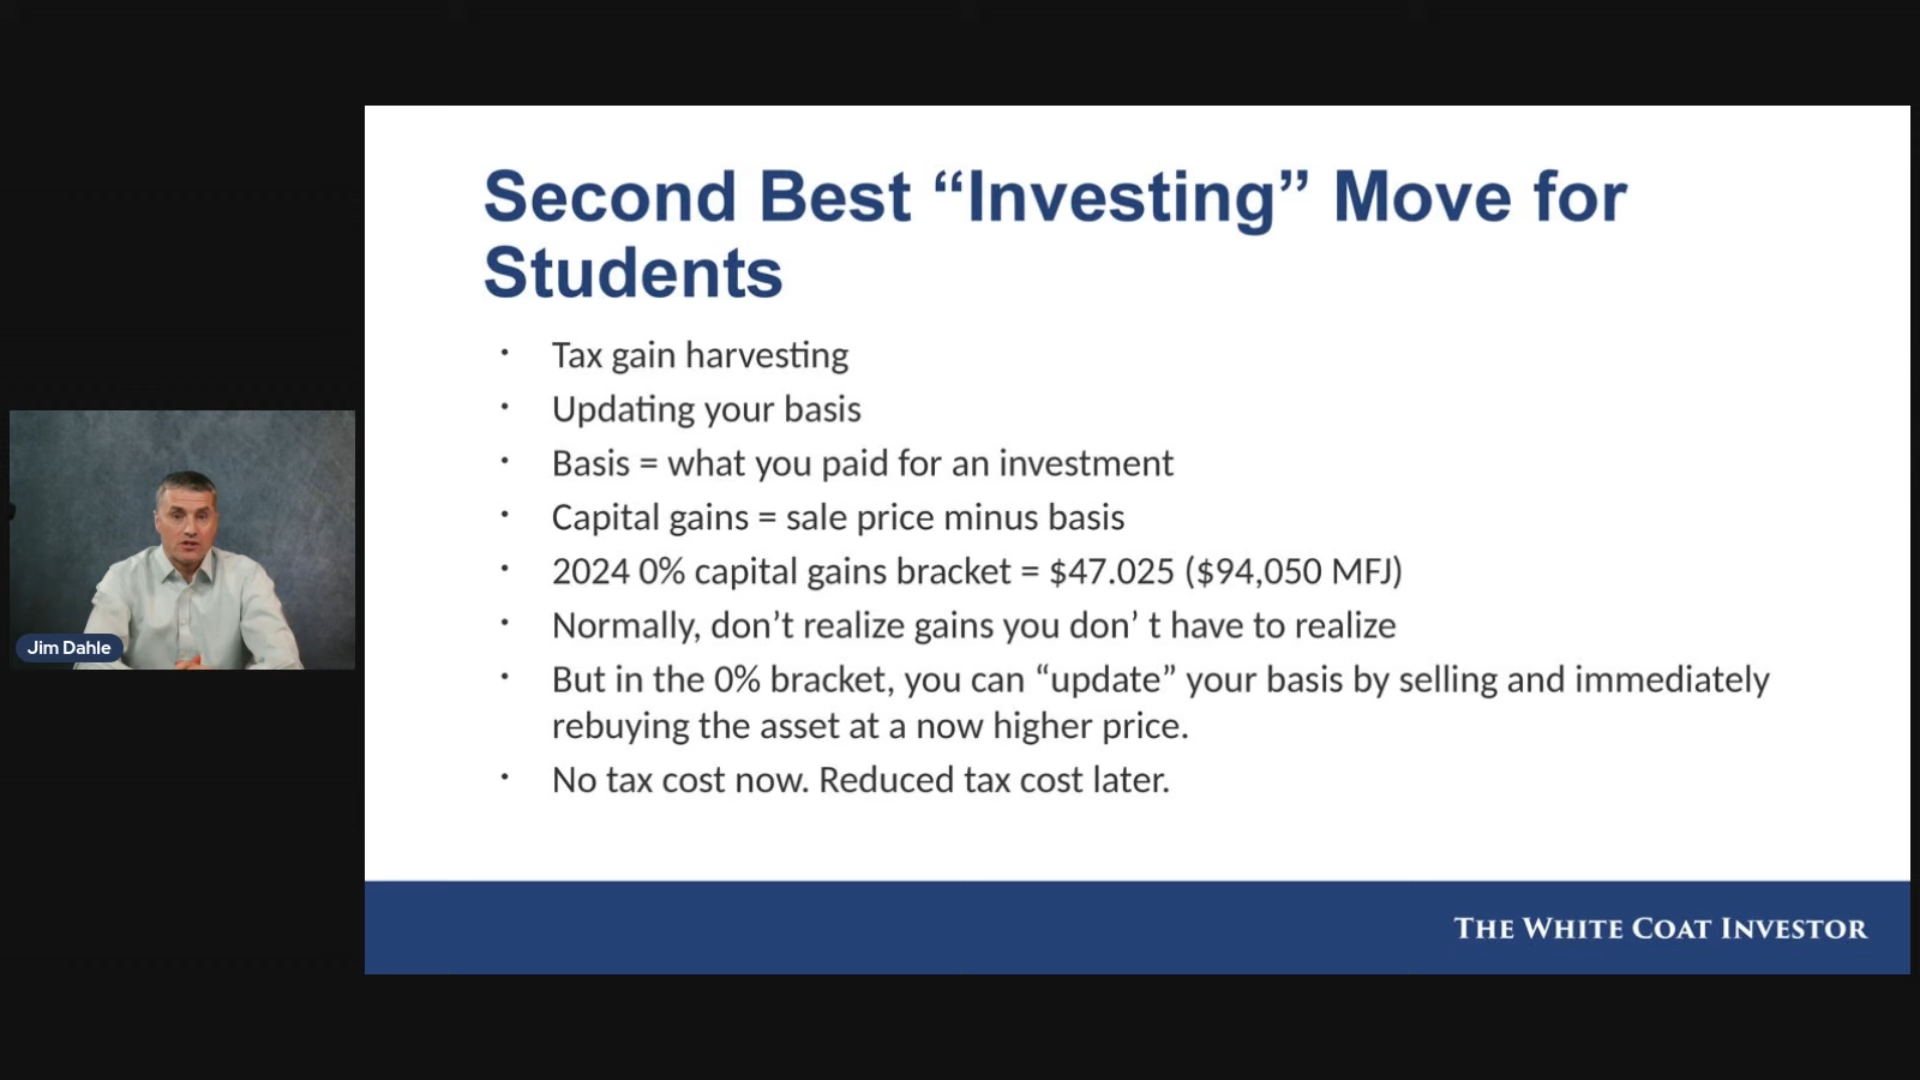 Second Best “Investing” Move for
Students
• Tax gain harvesting
• Updating your basis
• Basis = what you paid for an investment
• Capital gains = sale price minus basis
• 2024 0% capital gains bracket = $47.025 ($94,050 MFJ)
• Normally, don’t realize gains you don’ t have to realize
• But in the 0% bracket, you can “update” your basis by selling and immediately
rebuying the asset at a now higher price.
• No tax cost now. Reduced tax cost later.
Jim Dahle
THE WHITE COAT INVESTOR